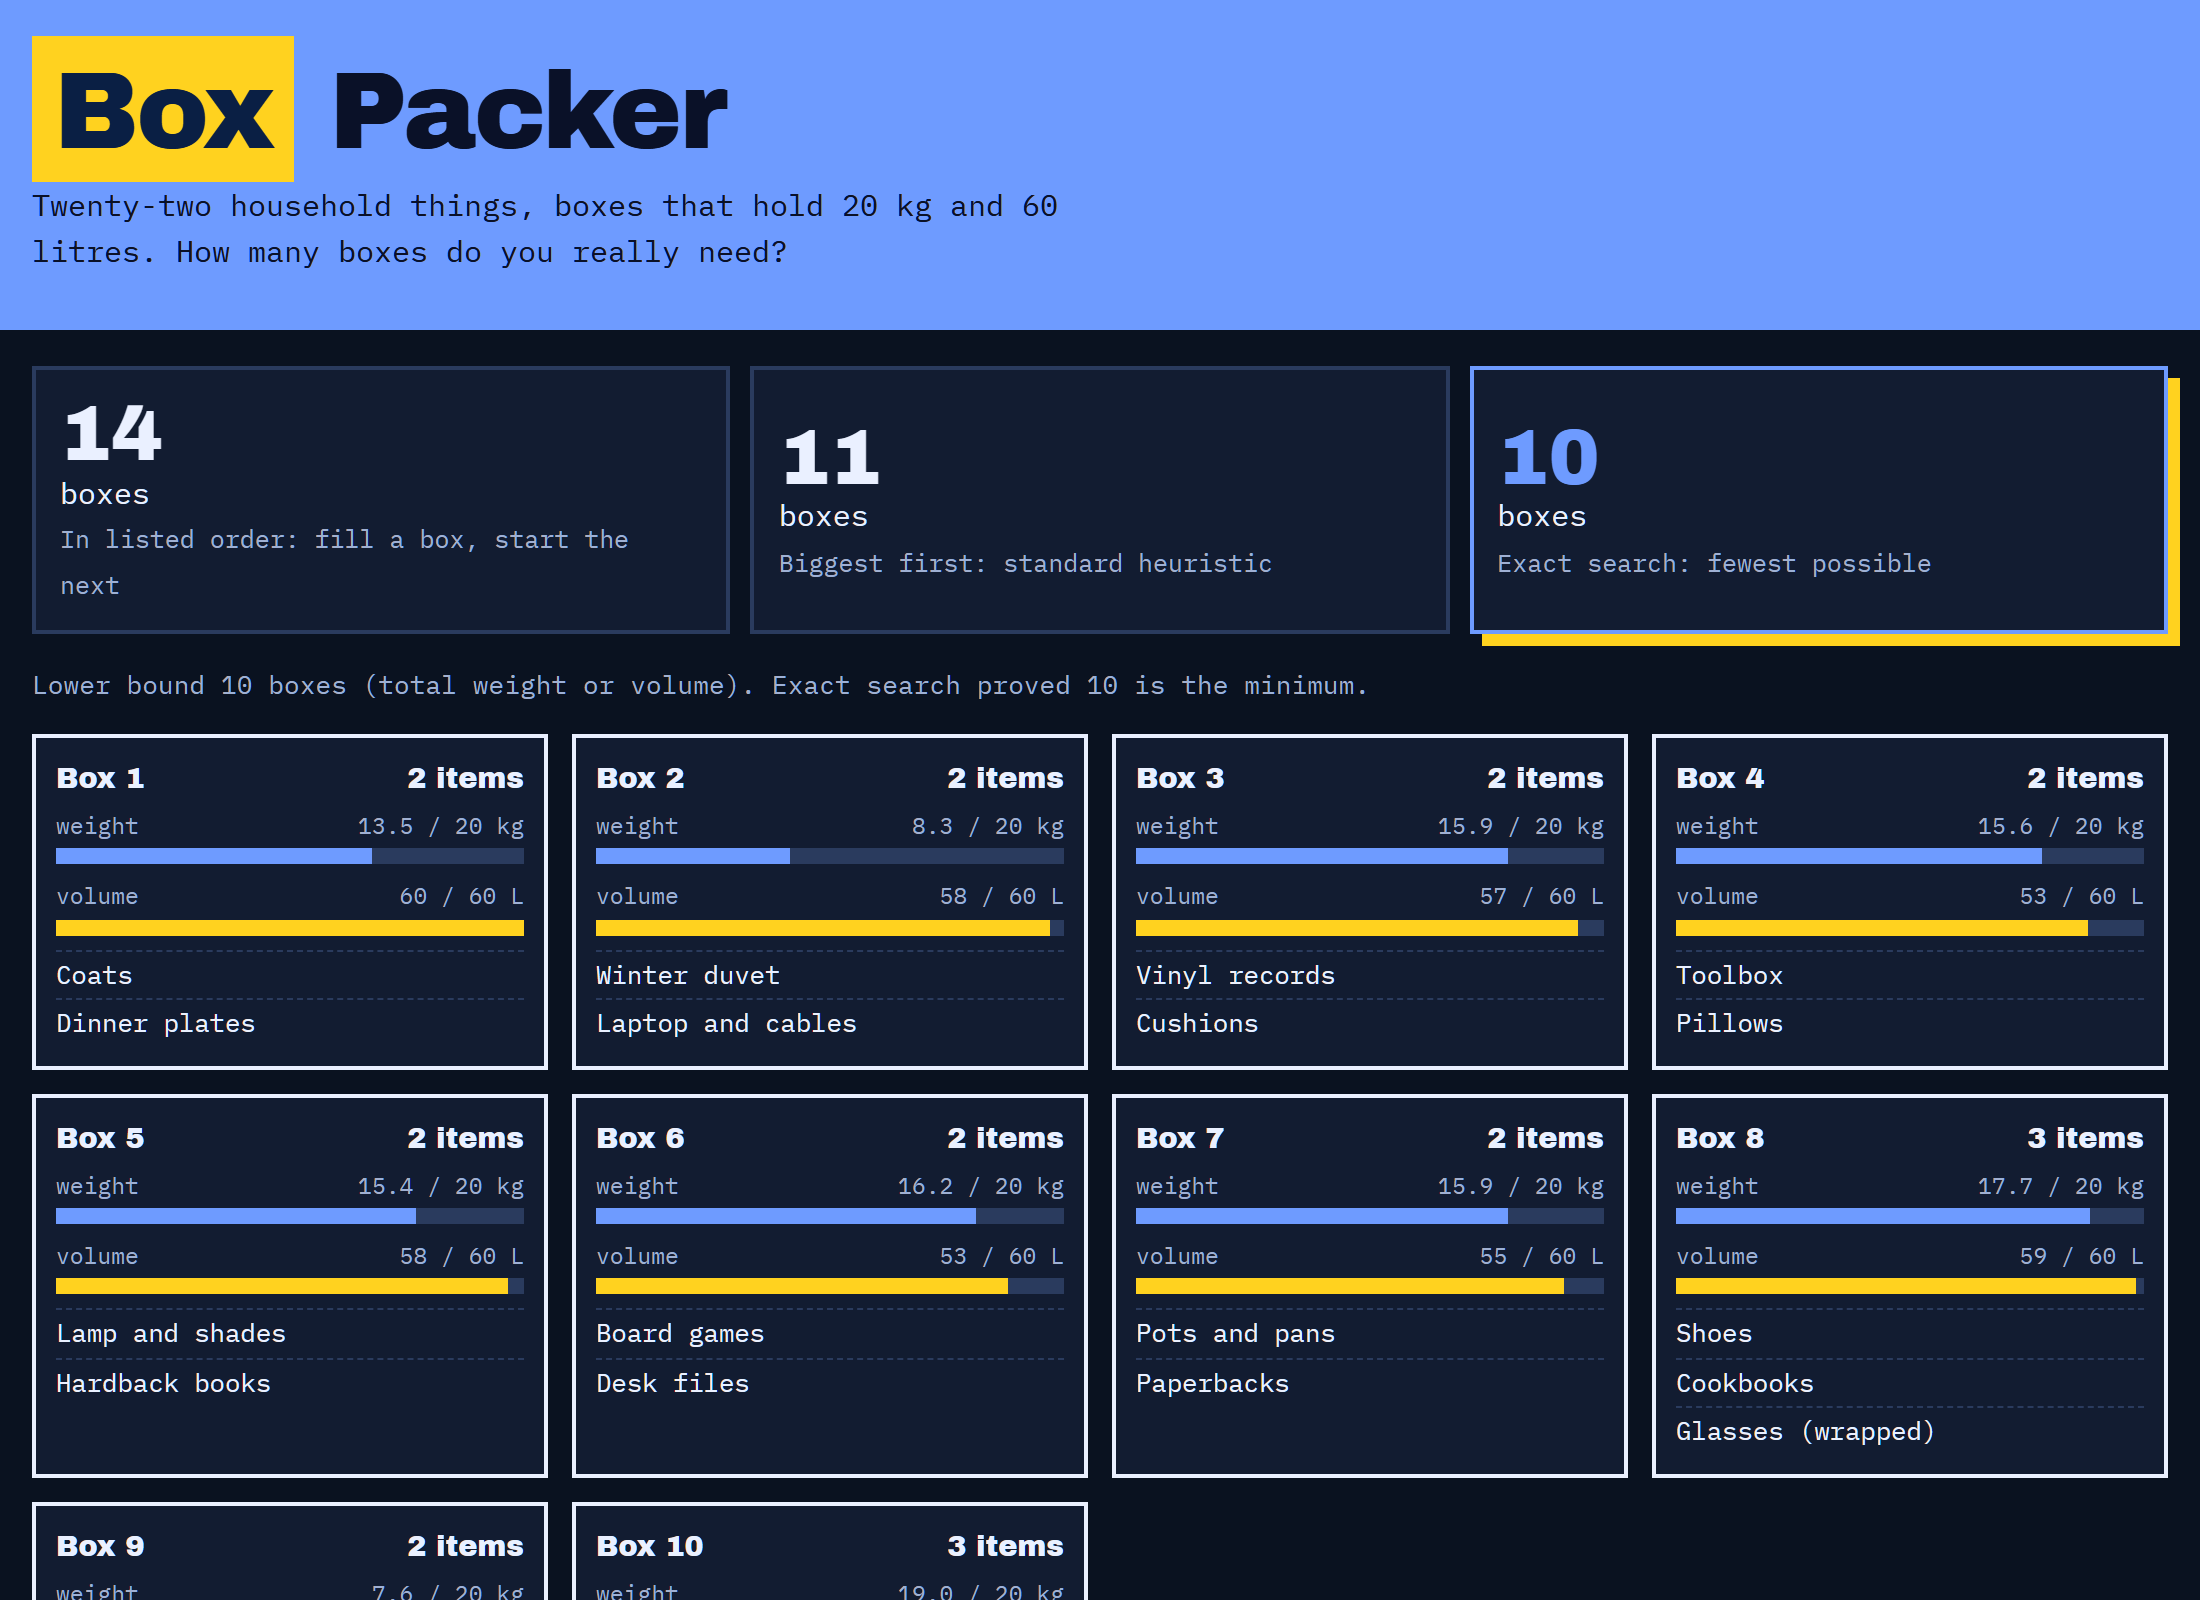 Box Packer
Twenty-two household things, boxes that hold 20 kg and 60
litres. How many boxes do you really need?
14
boxes
In listed order: fill a box, start the
next
11
boxes
Biggest first: standard heuristic
10
boxes
Exact search: fewest possible
Lower bound 10 boxes (total weight or volume). Exact search proved 10 is the minimum.
Box 1 2 items
weight 13.5 / 20 kg
volume 60 / 60 L
Coats
Dinner plates
Box 2 2 items
weight 8.3 / 20 kg
volume 58 / 60 L
Winter duvet
Laptop and cables
Box 3 2 items
weight 15.9 / 20 kg
volume 57 / 60 L
Vinyl records
Cushions
Box 4 2 items
weight 15.6 / 20 kg
volume 53 / 60 L
Toolbox
Pillows
Box 5 2 items
weight 15.4 / 20 kg
volume 58 / 60 L
Lamp and shades
Hardback books
Box 6 2 items
weight 16.2 / 20 kg
volume 53 / 60 L
Board games
Desk files
Box 7 2 items
weight 15.9 / 20 kg
volume 55 / 60 L
Pots and pans
Paperbacks
Box 8 3 items
weight 17.7 / 20 kg
volume 59 / 60 L
Shoes
Cookbooks
Glasses (wrapped)
Box 9 2 items
weight 7.6 / 20 kg
Box 10 3 items
weight 19.0 / 20 kg